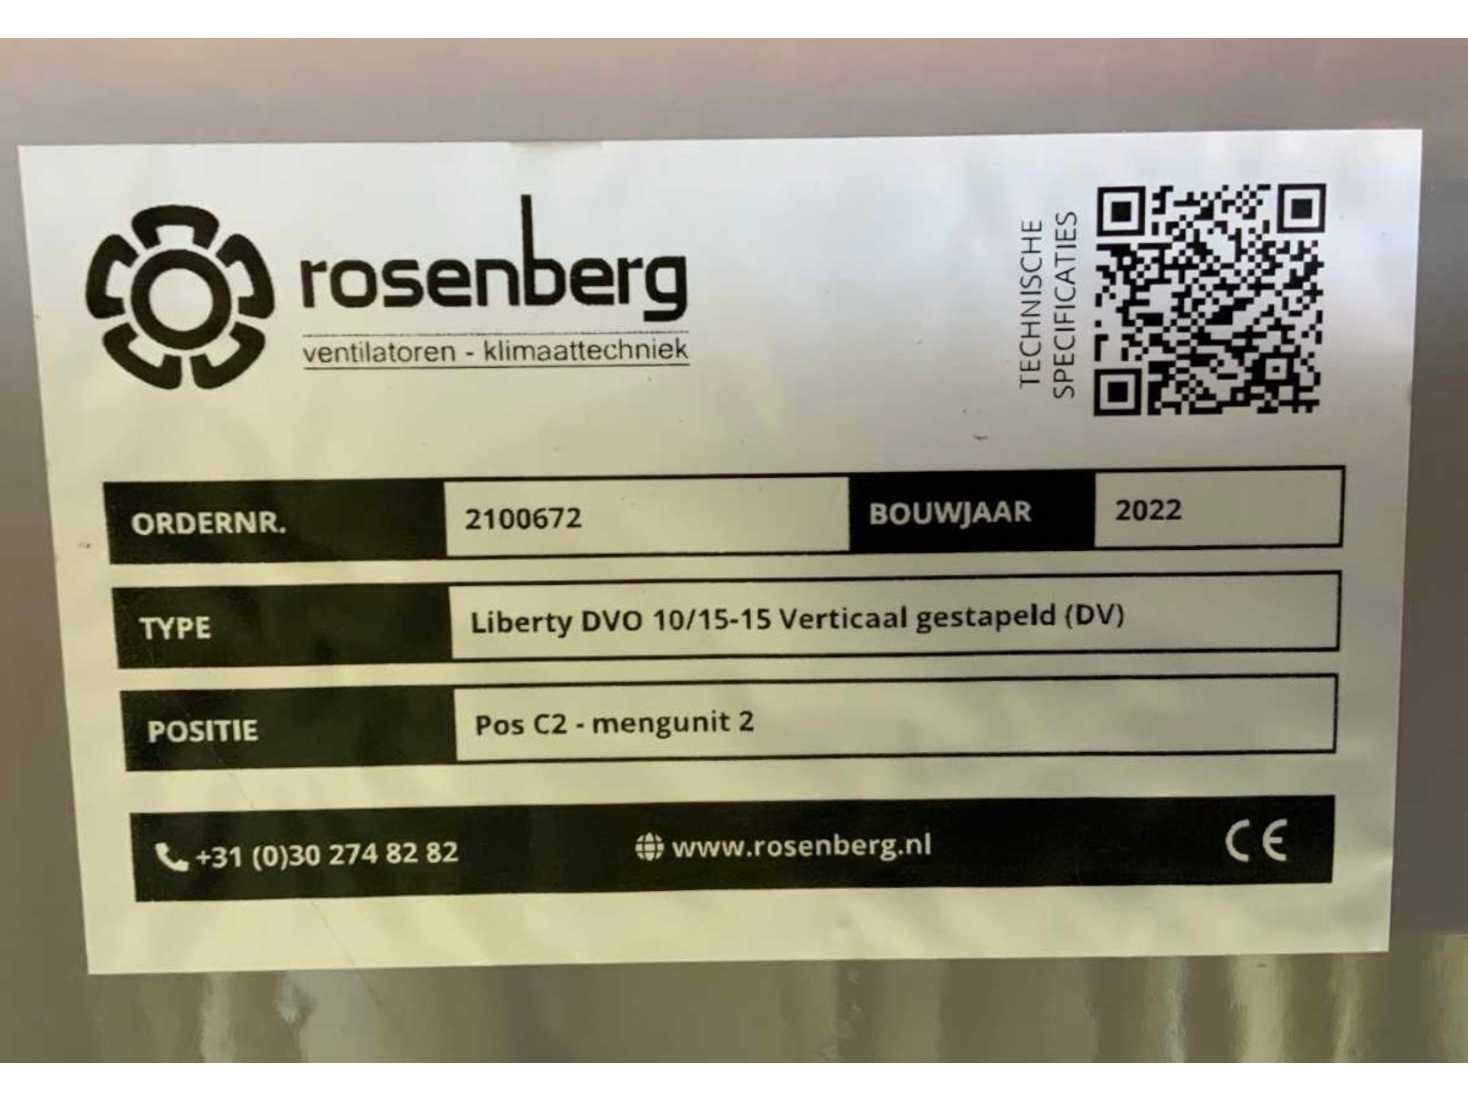 rosenberg
ventilatoren - klimaattechniek
TECHNISCHE
SPECIFICATIES
ORDERNR. 2100672 BOUWJAAR 2022
TYPE Liberty DVO 10/15-15 Verticaal gestapeld (DV)
POSITIE Pos C2 - mengunit 2
+31 (0)30 274 82 82 www.rosenberg.nl CE